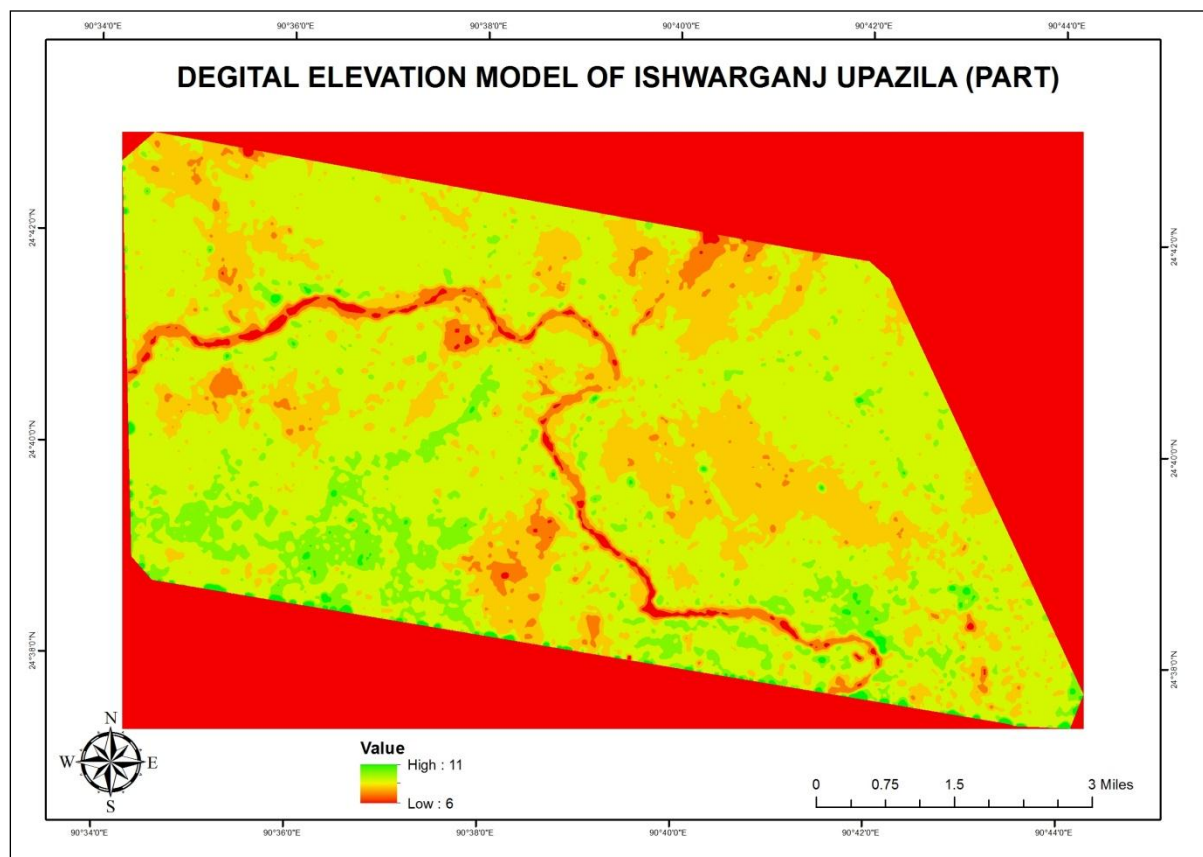 90°34'0"E 90°36'0"E 90°38'0"E 90°40'0"E 90°42'0"E 90°44'0"E
DEGITAL ELEVATION MODEL OF ISHWARGANJ UPAZILA (PART)
24°42'0"N
24°42'0"N
24°40'0"N
24°40'0"N
24°38'0"N
24°38'0"N
N
W E
S
Value
High : 11
Low : 6
0 0.75 1.5 3 Miles
90°34'0"E 90°36'0"E 90°38'0"E 90°40'0"E 90°42'0"E 90°44'0"E